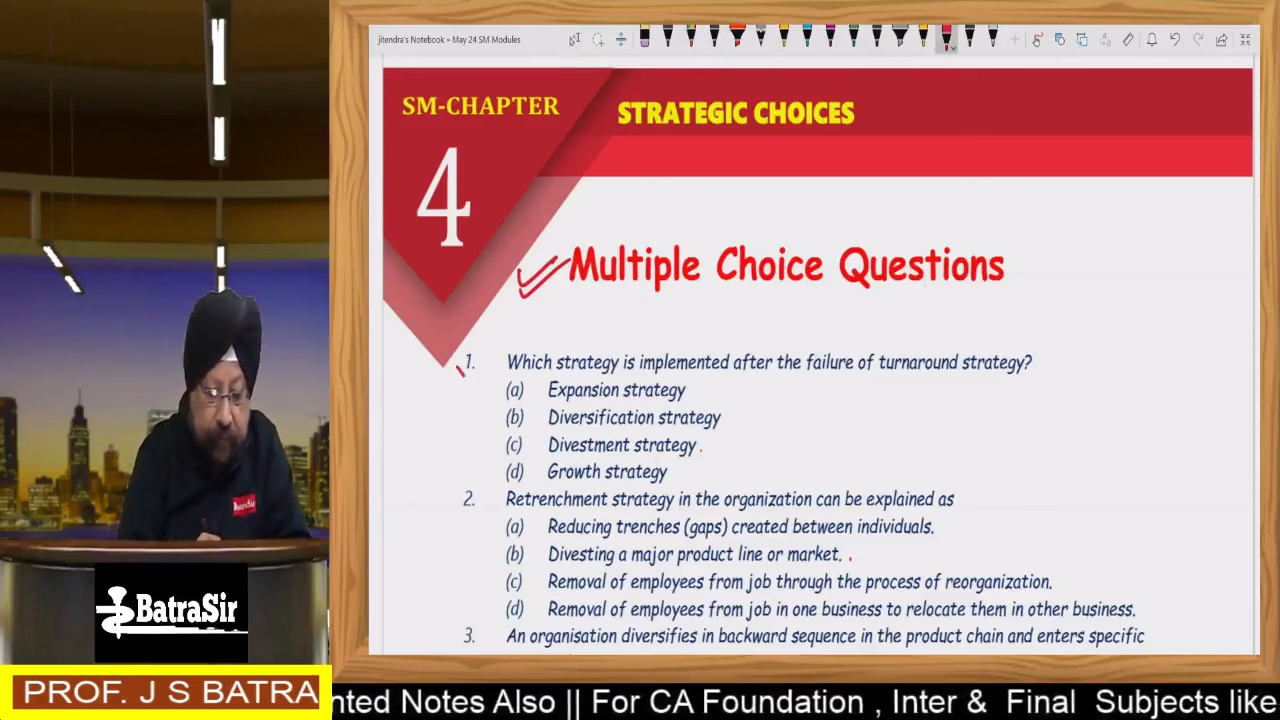 jitendra's Notebook » May 24 SM Modules
SM-CHAPTER
4
STRATEGIC CHOICES
Multiple Choice Questions
1. Which strategy is implemented after the failure of turnaround strategy?
(a) Expansion strategy
(b) Diversification strategy
(c) Divestment strategy
(d) Growth strategy
2. Retrenchment strategy in the organization can be explained as
(a) Reducing trenches (gaps) created between individuals.
(b) Divesting a major product line or market.
(c) Removal of employees from job through the process of reorganization.
(d) Removal of employees from job in one business to relocate them in other business.
3. An organisation diversifies in backward sequence in the product chain and enters specific
BatraSir
BatraSir
PROF. J S BATRA
nted Notes Also || For CA Foundation , Inter & Final Subjects like